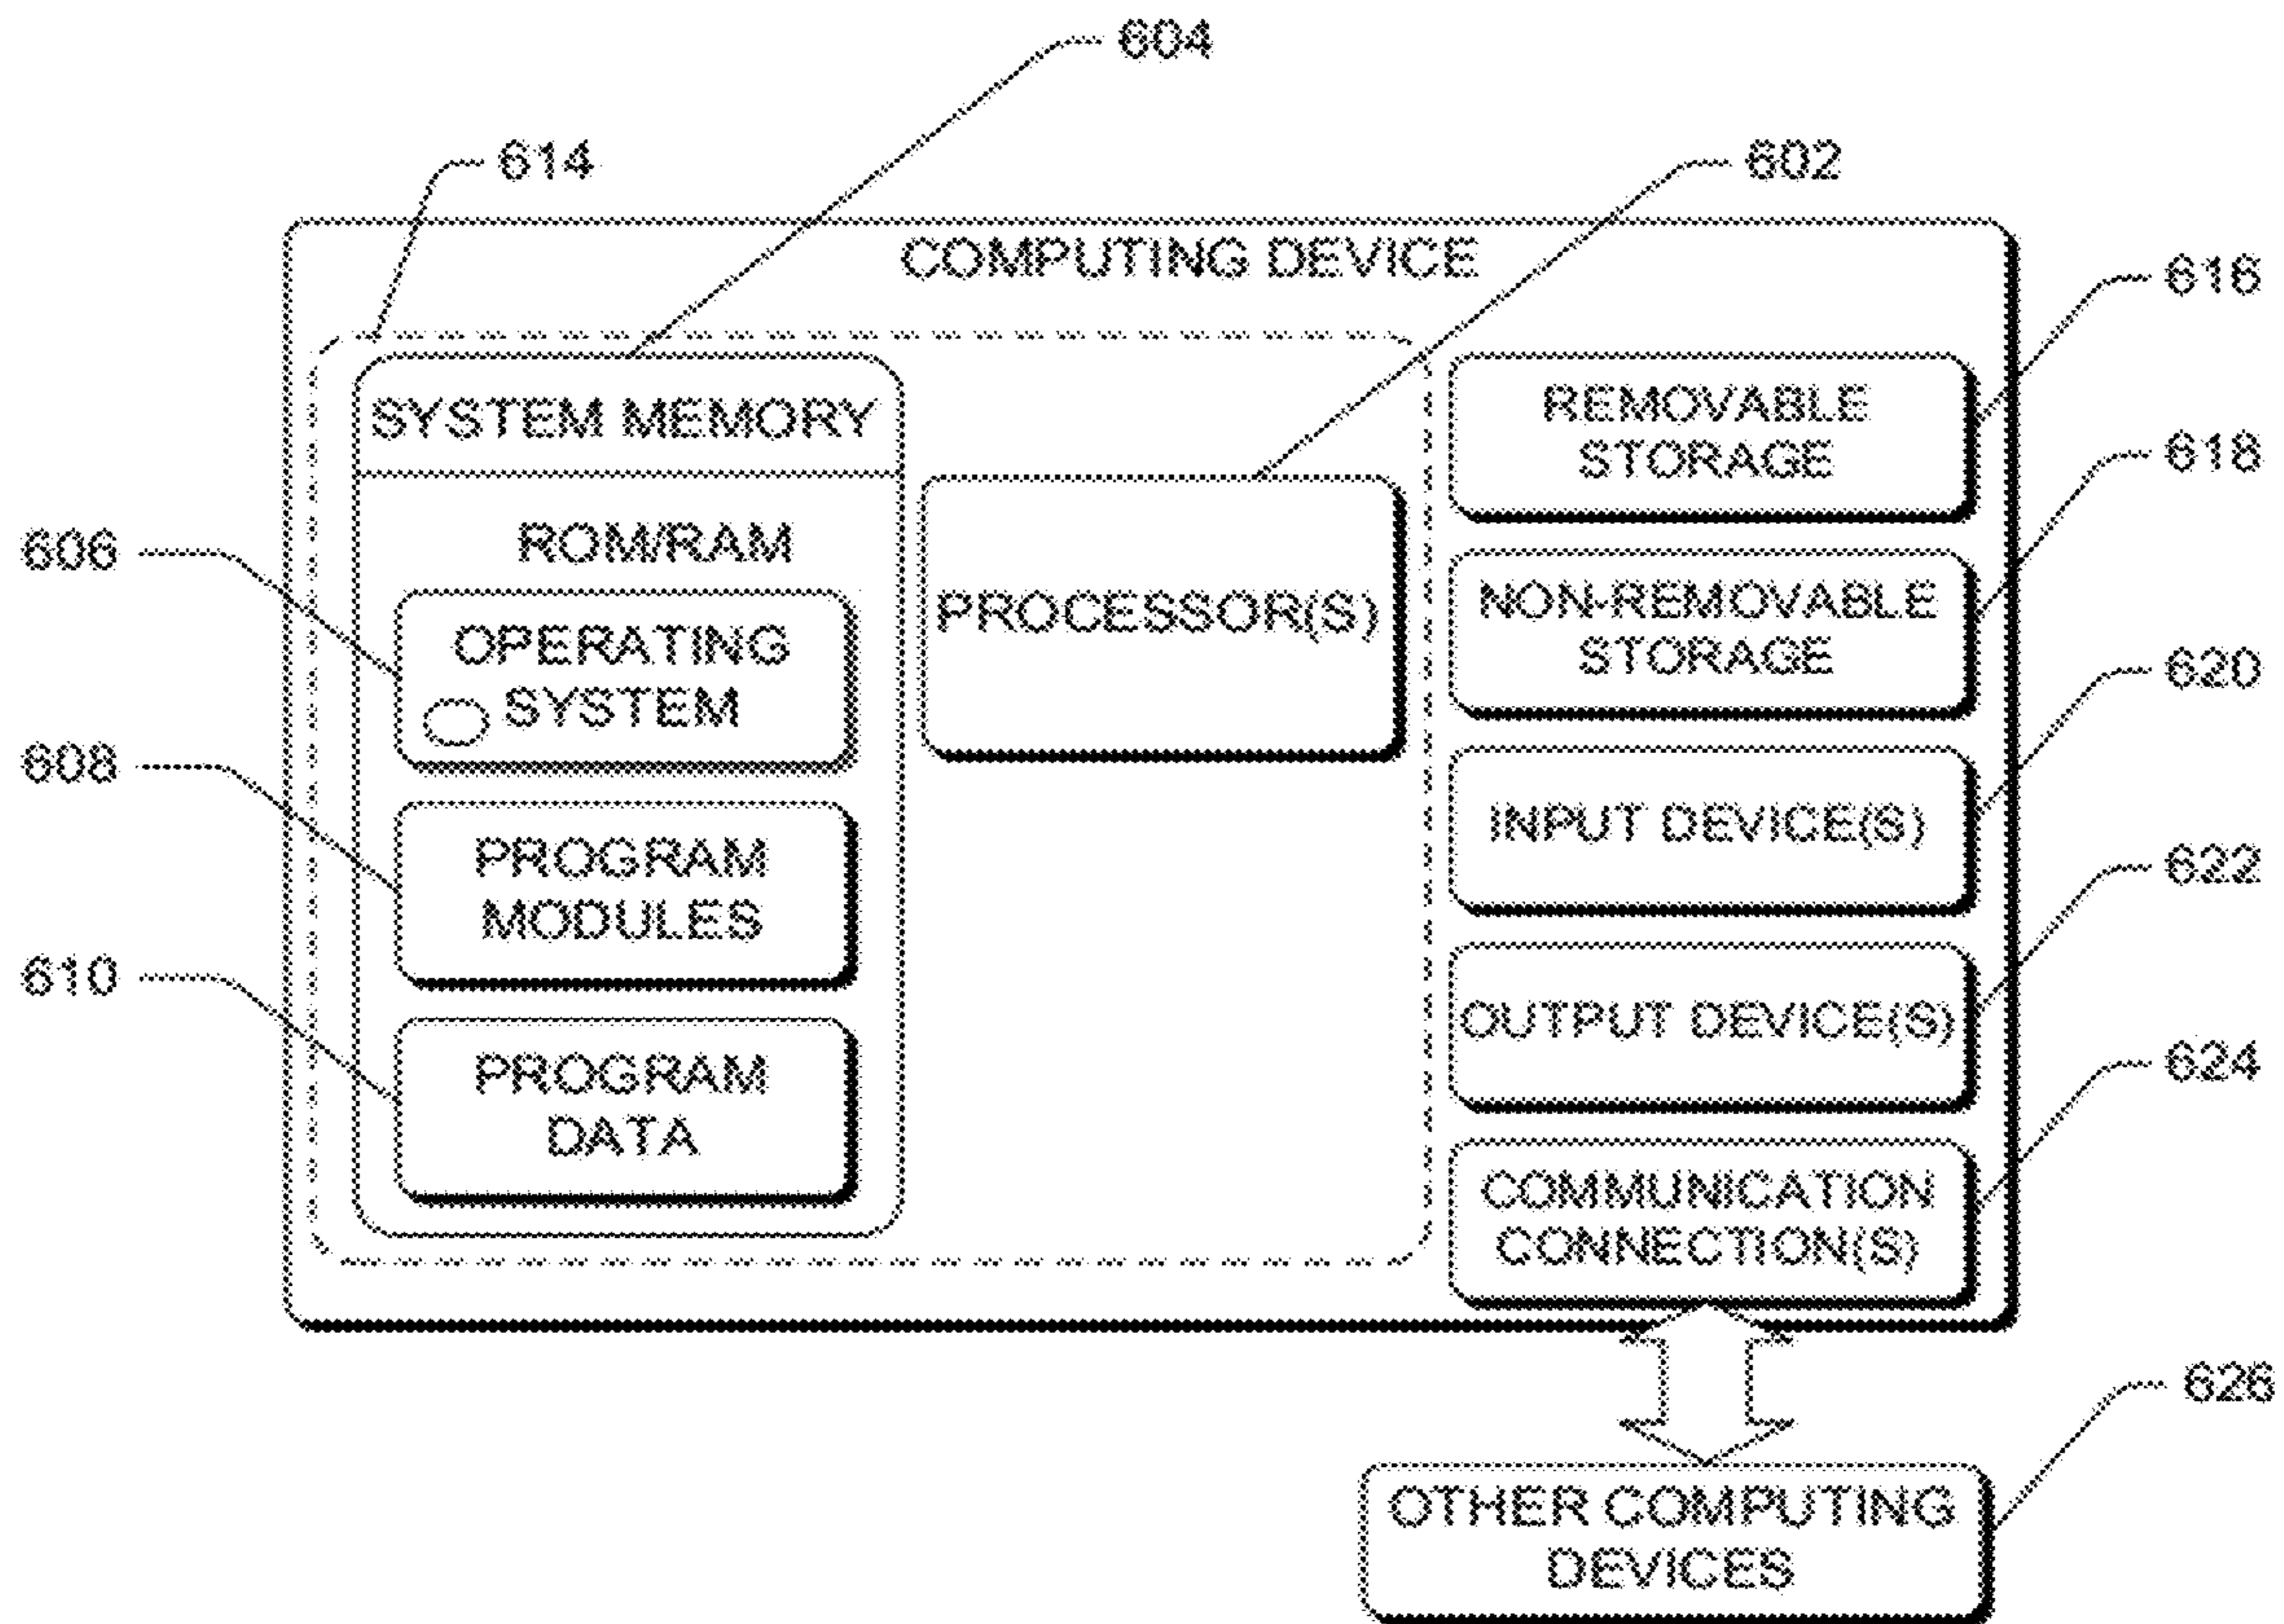 604
614
602
COMPUTING DEVICE
616
SYSTEM MEMORY
REMOVABLE
STORAGE
618
606
ROM/RAM
OPERATING
SYSTEM
PROCESSOR(S)
NON-REMOVABLE
STORAGE
620
608
PROGRAM
MODULES
INPUT DEVICE(S)
622
610
OUTPUT DEVICE(S)
624
PROGRAM
DATA
COMMUNICATION
CONNECTION(S)
626
OTHER COMPUTING
DEVICES